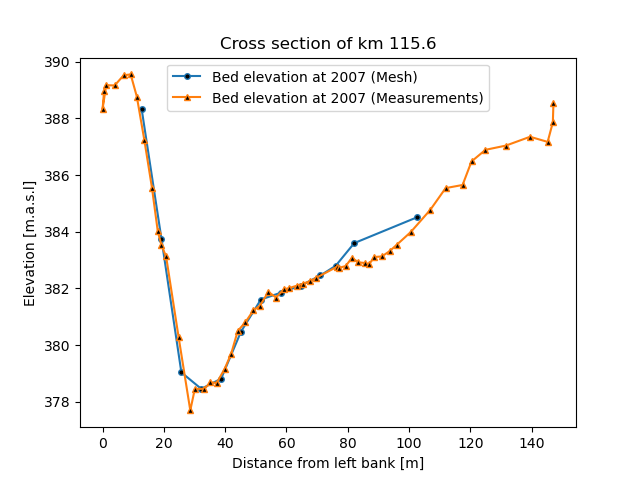 Cross section of km 115.6
Bed elevation at 2007 (Mesh)
Bed elevation at 2007 (Measurements)
Elevation [m.a.s.l]
390
388
386
384
382
380
378
0 20 40 60 80 100 120 140
Distance from left bank [m]